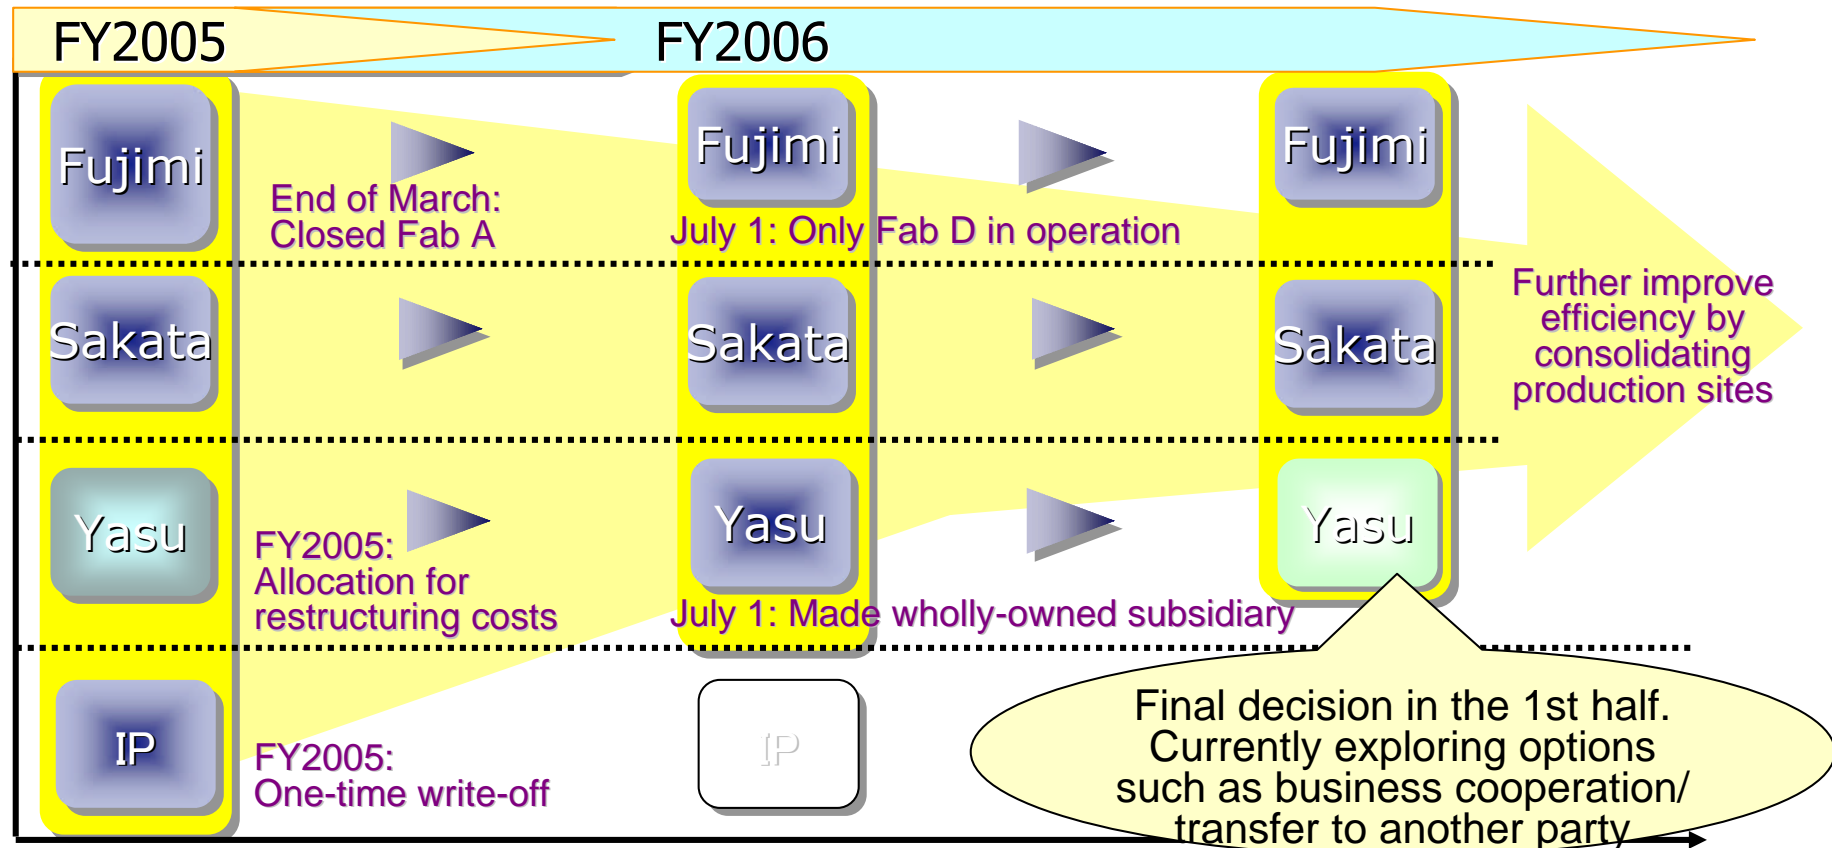 FY2005
FY2006
Fujimi
Fujimi
Fujimi
End of March:
Closed Fab A
July 1: Only Fab D in operation
Sakata
Sakata
Sakata
Further improve
efficiency by
consolidating
production sites
Yasu
Yasu
Yasu
FY2005:
Allocation for
restructuring costs
July 1: Made wholly-owned subsidiary
IP
IP
FY2005:
One-time write-off
Final decision in the 1st half.
Currently exploring options
such as business cooperation/
transfer to another party